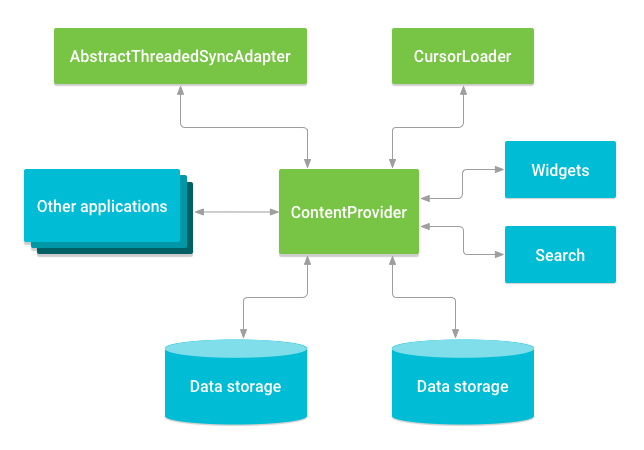 AbstractThreadedSyncAdapter
CursorLoader
Widgets
Other applications
ContentProvider
Search
Data storage
Data storage